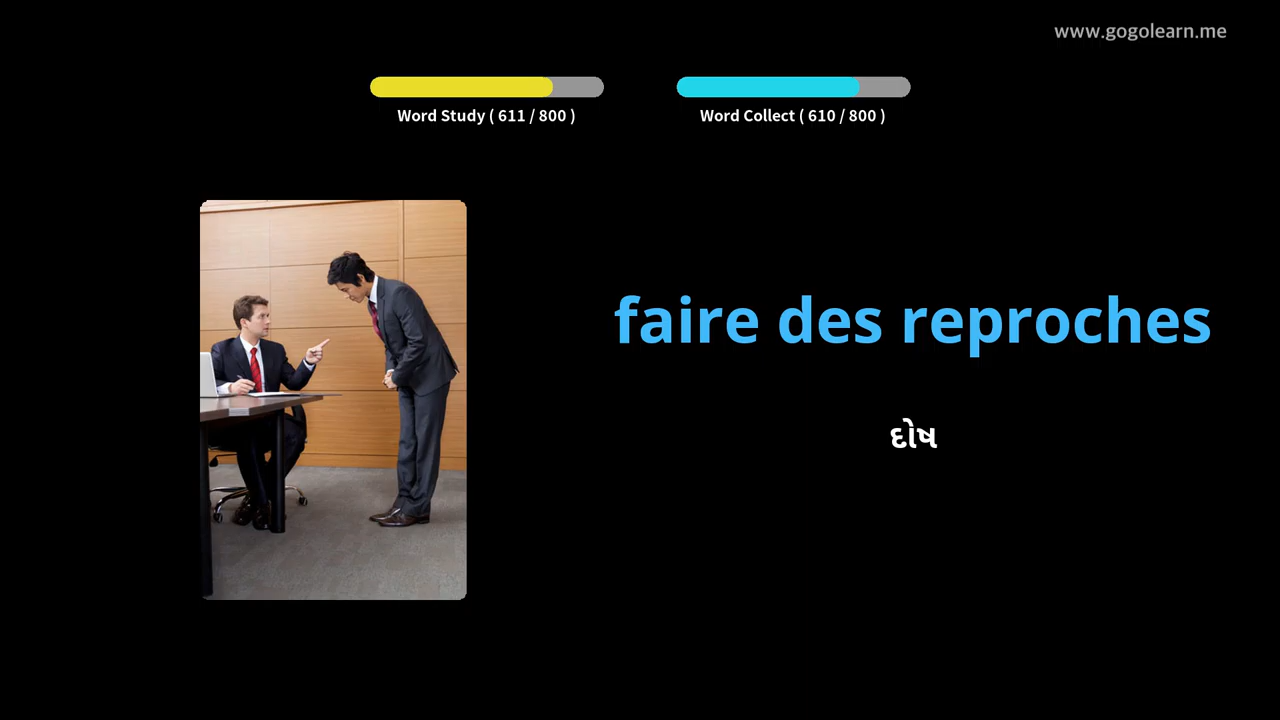 www.gogolearn.me
Word Study ( 611 / 800 )
Word Collect ( 610 / 800 )
faire des reproches
દોષ